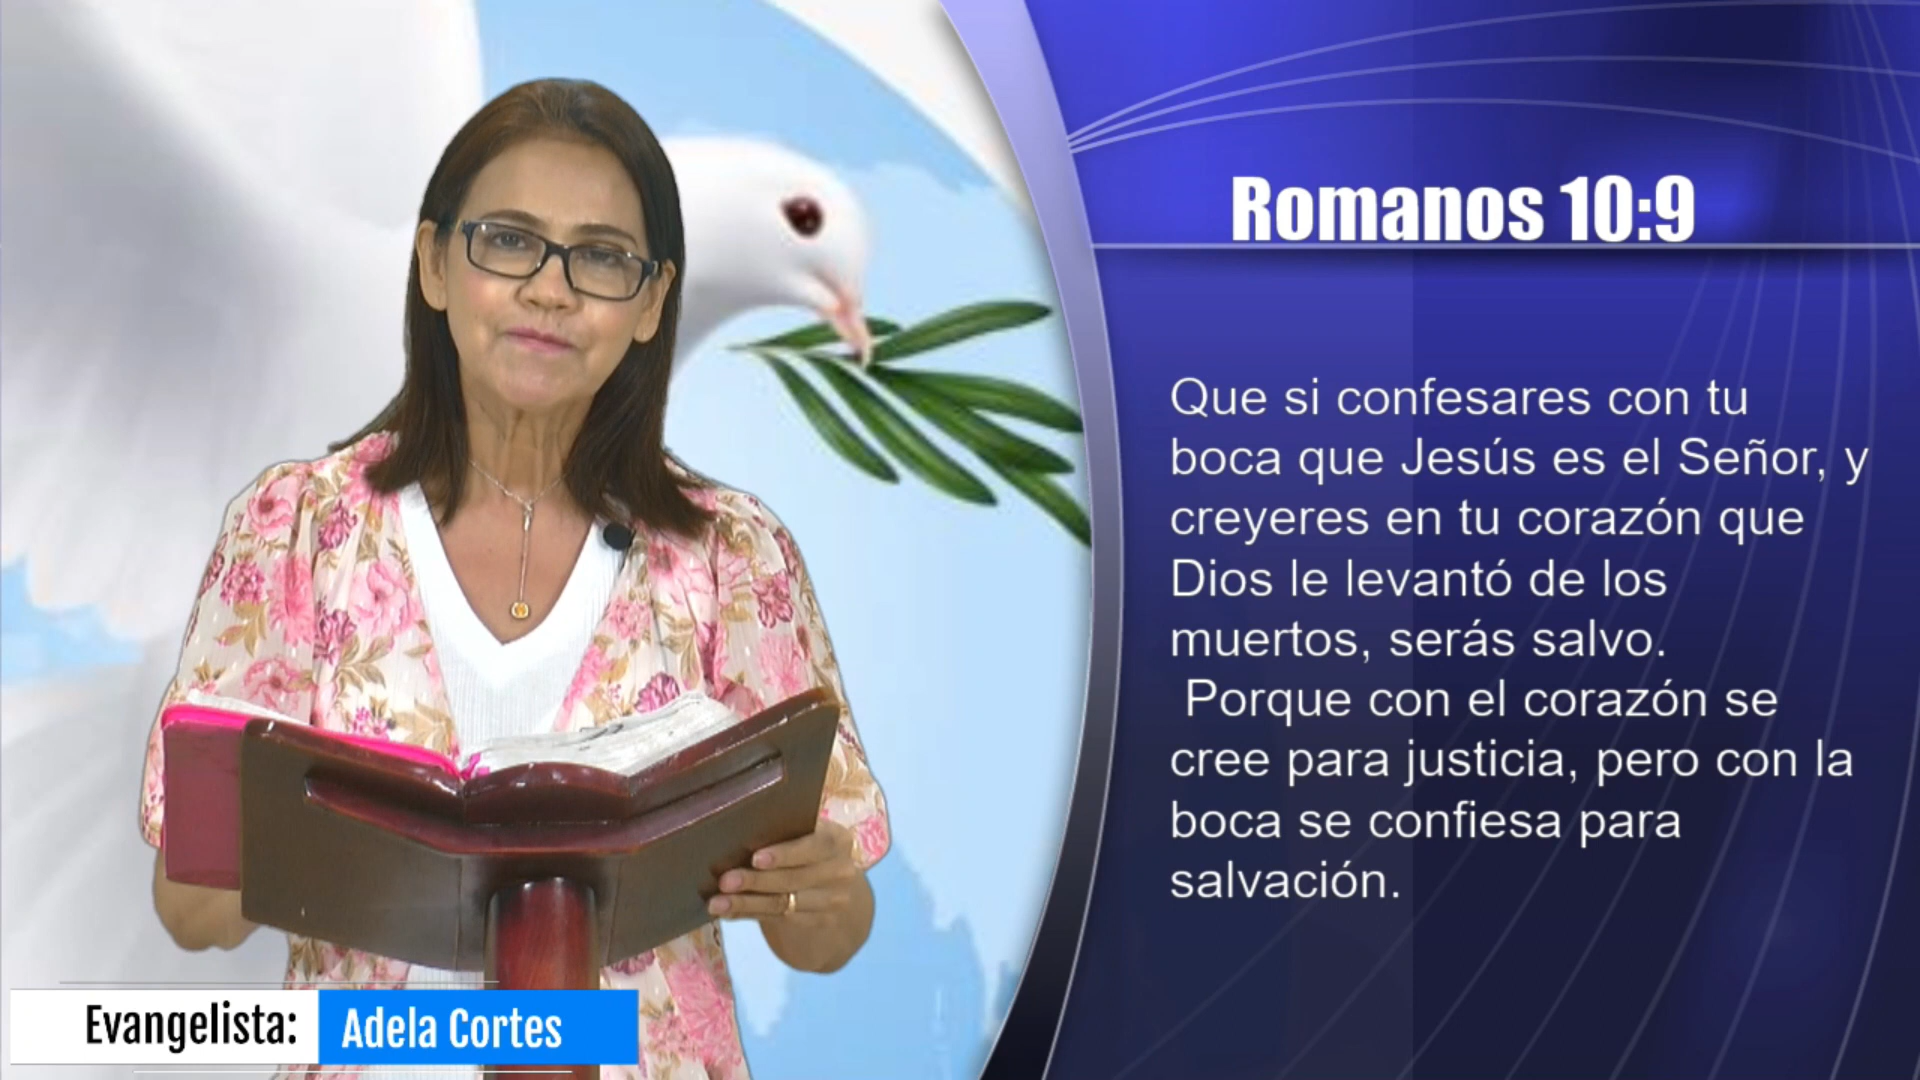 Romanos 10:9
Que si confesares con tu
boca que Jesús es el Señor, y
creyeres en tu corazón que
Dios le levantó de los
muertos, serás salvo.
Porque con el corazón se
cree para justicia, pero con la
boca se confiesa para
salvación.
Evangelista: Adela Cortes